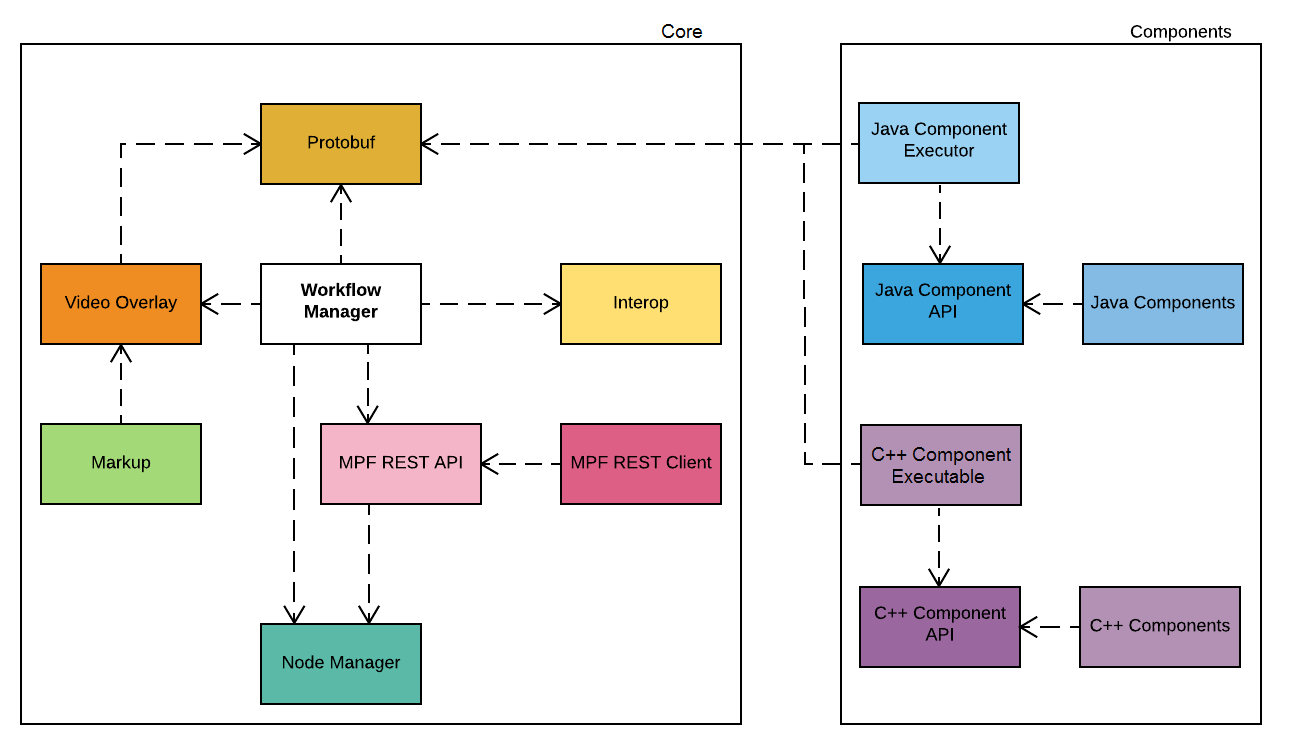 Core
Components
Protobuf
Java Component
Executor
Video Overlay
Workflow
Manager
Interop
Java Component
API
Java Components
Markup
MPF REST API
MPF REST Client
C++ Component
Executable
Node Manager
C++ Component
API
C++ Components